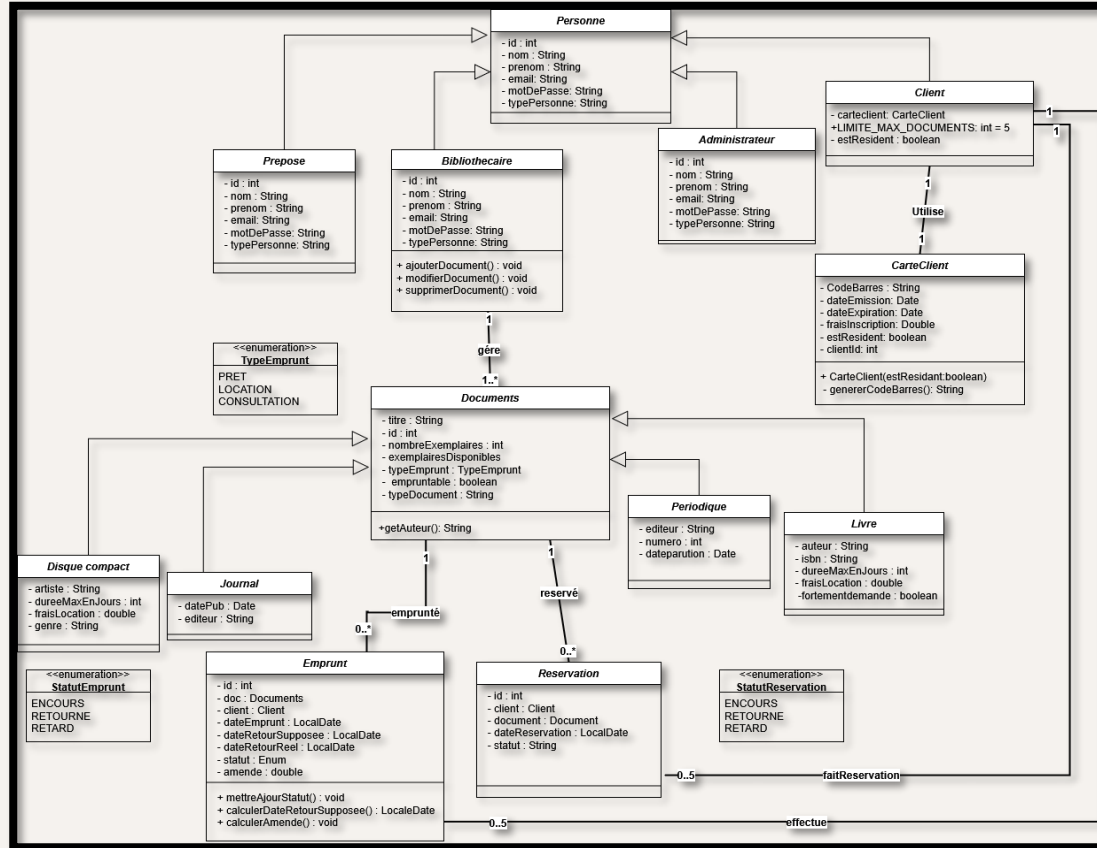 Personne
- id : int
- nom : String
- prenom : String
- email: String
- motDePasse: String
- typePersonne: String
Client
- carteclient: CarteClient
+LIMITE_MAX_DOCUMENTS: int = 5
- estResident : boolean
1
1
Prepose
- id : int
- nom : String
- prenom : String
- email: String
- motDePasse: String
- typePersonne: String
Bibliothecaire
- id : int
- nom : String
- prenom : String
- email: String
- motDePasse: String
- typePersonne: String
+ ajouterDocument() : void
+ modifierDocument() : void
+ supprimerDocument() : void
Administrateur
- id : int
- nom : String
- prenom : String
- email: String
- motDePasse: String
- typePersonne: String
1
Utilise
1
CarteClient
- CodeBarres : String
- dateEmission: Date
- dateExpiration: Date
- fraisInscription: Double
- estResident: boolean
- clientId: int
+ CarteClient(estResidant:boolean)
- genererCodeBarres(): String
1
gére
1..*
<<enumeration>>
TypeEmprunt
PRET
LOCATION
CONSULTATION
Documents
- titre : String
- id : int
- nombreExemplaires : int
- exemplairesDisponibles
- typeEmprunt : TypeEmprunt
- empruntable : boolean
- typeDocument : String
+getAuteur(): String
Periodique
- editeur : String
- numero : int
- dateparution : Date
Livre
- auteur : String
- isbn : String
- dureeMaxEnJours : int
- fraisLocation : double
-fortementdemande : boolean
Disque compact
- artiste : String
- dureeMaxEnJours : int
- fraisLocation : double
- genre : String
Journal
- datePub : Date
- editeur : String
1
emprunté
0..*
1
reservé
0..*
<<enumeration>>
StatutEmprunt
ENCOURS
RETOURNE
RETARD
Emprunt
- id : int
- doc : Documents
- client : Client
- dateEmprunt : LocalDate
- dateRetourSupposee : LocalDate
- dateRetourReel : LocalDate
- statut : Enum
- amende : double
+ mettreAjourStatut() : void
+ calculerDateRetourSupposee() : LocaleDate
+ calculerAmende() : void
Reservation
- id : int
- client : Client
- document : Document
- dateReservation : LocalDate
- statut : String
<<enumeration>>
StatutReservation
ENCOURS
RETOURNE
RETARD
0..5
faitReservation
0..5
effectue